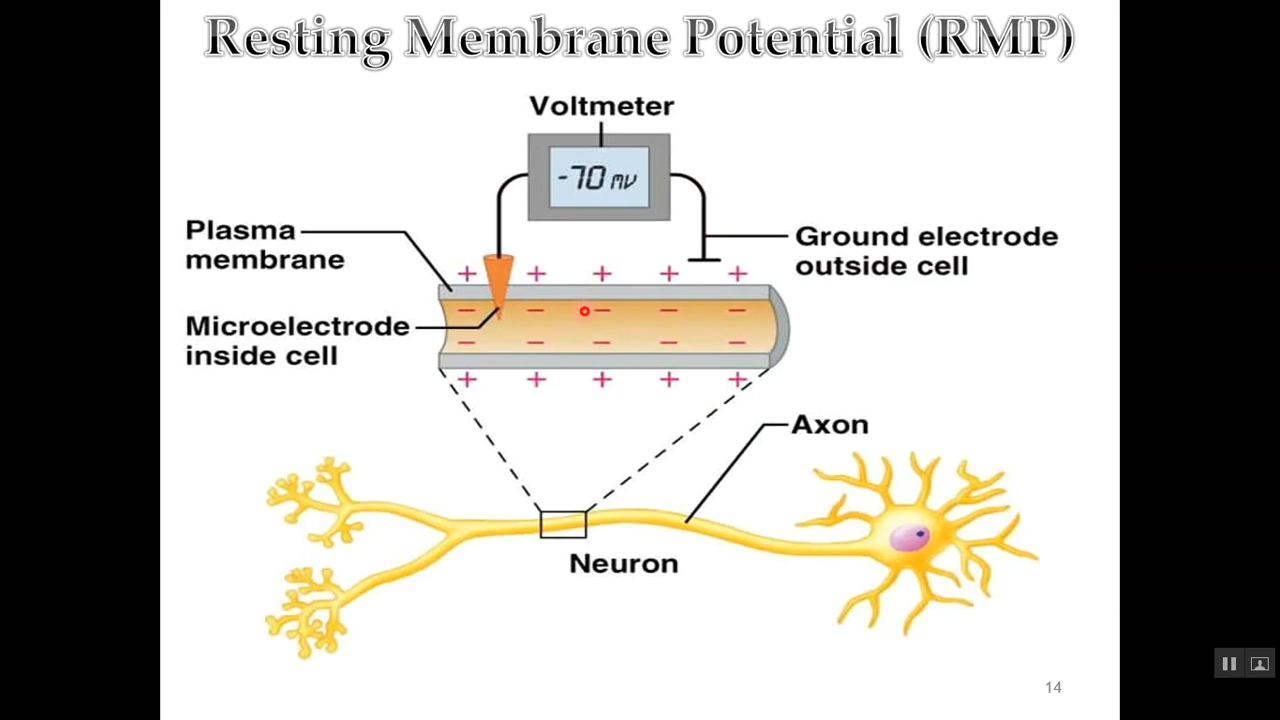 Resting Membrane Potential (RMP)
Voltmeter
-70 mv
Plasma
membrane
Ground electrode
outside cell
+ + + + +
− − − − −
Microelectrode
inside cell
− − − − −
+ + + + +
Axon
Neuron
14